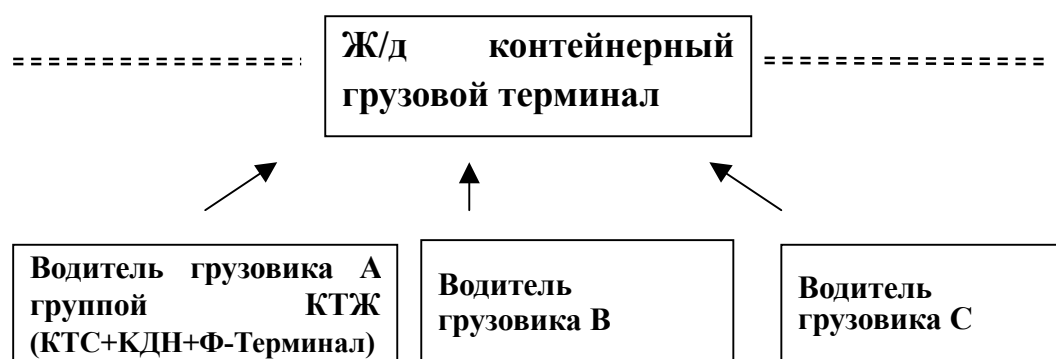 Ж/д контейнерный
грузовой терминал
Водитель грузовика А
группой КТЖ
(КТС+КДН+Ф-Терминал)
Водитель
грузовика В
Водитель
грузовика С